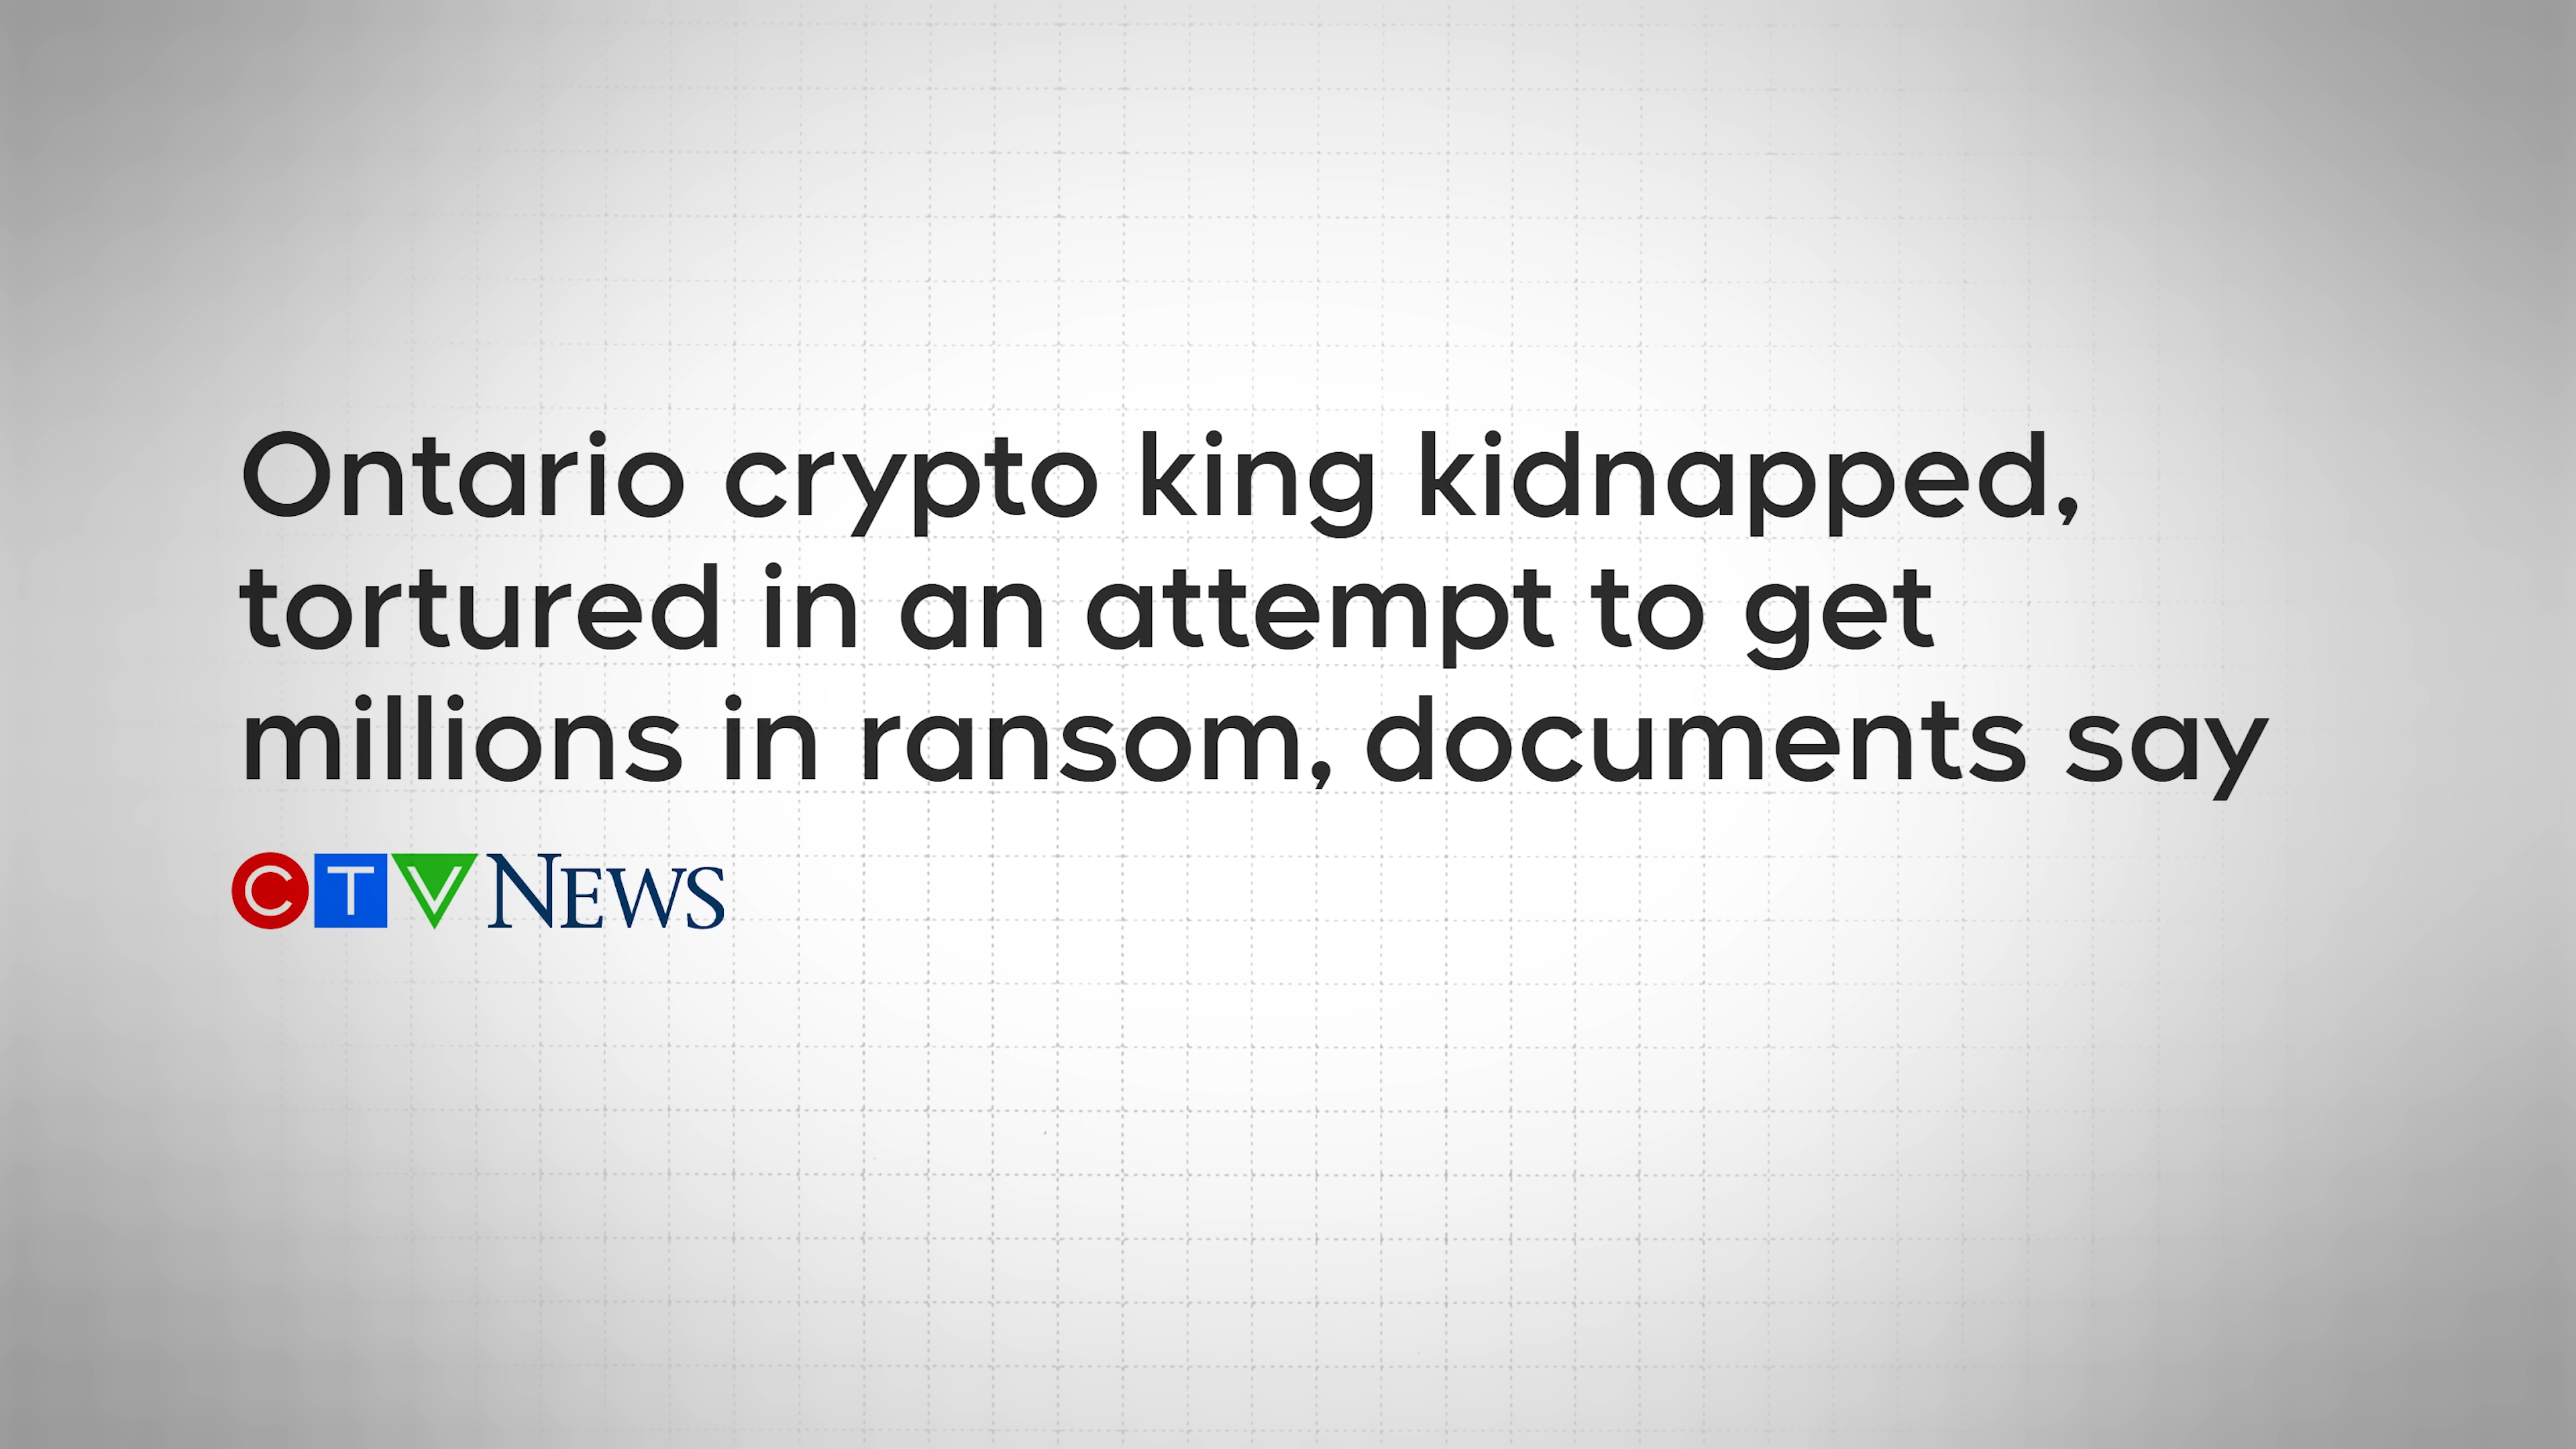 Ontario crypto king kidnapped,
tortured in an attempt to get
millions in ransom, documents say
CTV NEWS